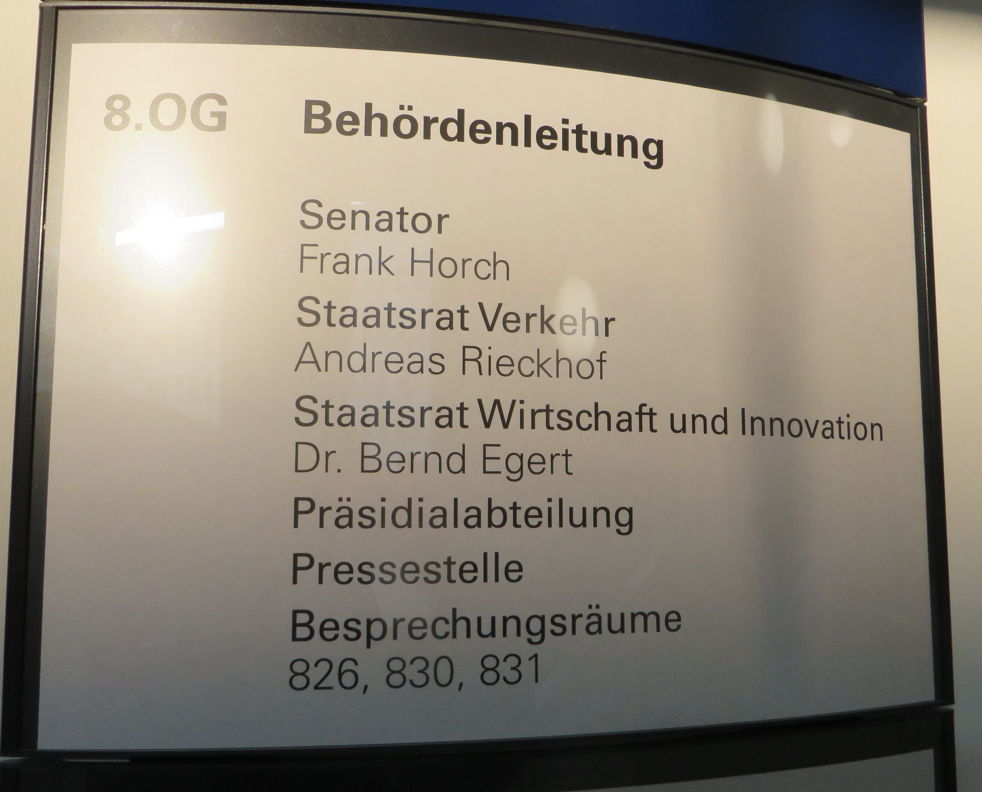 8.OG Behördenleitung
Senator
Frank Horch
Staatsrat Verkehr
Andreas Rieckhof
Staatsrat Wirtschaft und Innovation
Dr. Bernd Egert
Präsidialabteilung
Pressestelle
Besprechungsräume
826, 830, 831